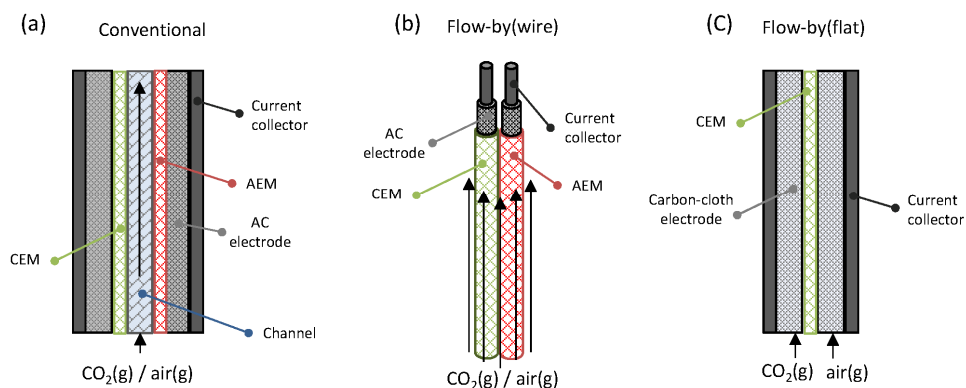 (a)
Conventional
Current
collector
AEM
AC
electrode
CEM
Channel
CO₂(g) / air(g)
(b)
Flow-by(wire)
AC
electrode
Current
collector
CEM
AEM
CO₂(g) / air(g)
(C)
Flow-by(flat)
CEM
Carbon-cloth
electrode
Current
collector
CO₂(g) air(g)